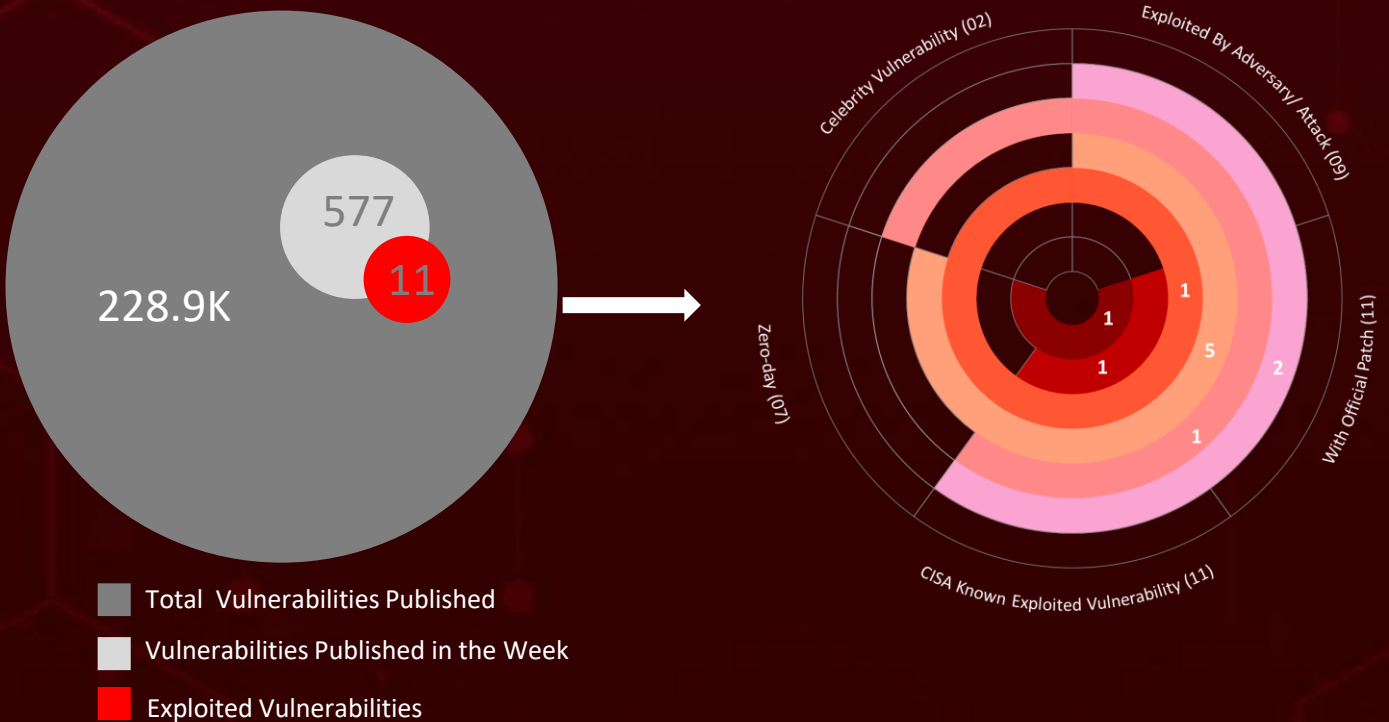 577
11
228.9K
Total Vulnerabilities Published
Vulnerabilities Published in the Week
Exploited Vulnerabilities
Celebrity Vulnerability (02)
Exploited By Adversary/ Attack (09)
With Official Patch (11)
CISA Known Exploited Vulnerability (11)
Zero-day (07)
1
1
1
5
2
1